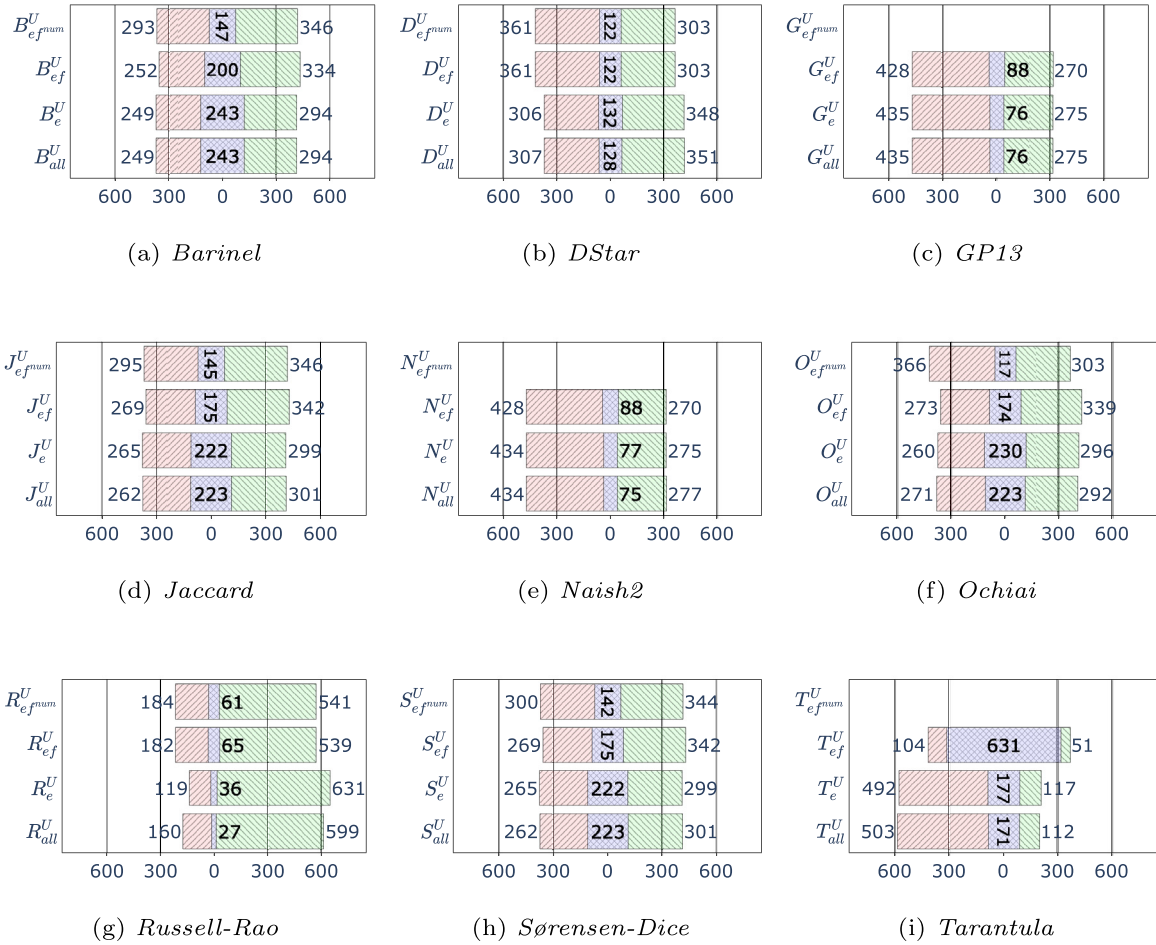 B^U_{ef^{num}} 293 147 346
B^U_{ef} 252 200 334
B^U_e 249 243 294
B^U_{all} 249 243 294
600 300 0 300 600
(a) Barinel
D^U_{ef^{num}} 361 122 303
D^U_{ef} 361 122 303
D^U_e 306 132 348
D^U_{all} 307 128 351
600 300 0 300 600
(b) DStar
G^U_{ef^{num}}
G^U_{ef} 428 88 270
G^U_e 435 76 275
G^U_{all} 435 76 275
600 300 0 300 600
(c) GP13
J^U_{ef^{num}} 295 145 346
J^U_{ef} 269 175 342
J^U_e 265 222 299
J^U_{all} 262 223 301
600 300 0 300 600
(d) Jaccard
N^U_{ef^{num}}
N^U_{ef} 428 88 270
N^U_e 434 77 275
N^U_{all} 434 75 277
600 300 0 300 600
(e) Naish2
O^U_{ef^{num}} 366 117 303
O^U_{ef} 273 174 339
O^U_e 260 230 296
O^U_{all} 271 223 292
600 300 0 300 600
(f) Ochiai
R^U_{ef^{num}} 184 61 541
R^U_{ef} 182 65 539
R^U_e 119 36 631
R^U_{all} 160 27 599
600 300 0 300 600
(g) Russell-Rao
S^U_{ef^{num}} 300 142 344
S^U_{ef} 269 175 342
S^U_e 265 222 299
S^U_{all} 262 223 301
600 300 0 300 600
(h) Sørensen-Dice
T^U_{ef^{num}}
T^U_{ef} 104 631 51
T^U_e 492 177 117
T^U_{all} 503 171 112
600 300 0 300 600
(i) Tarantula